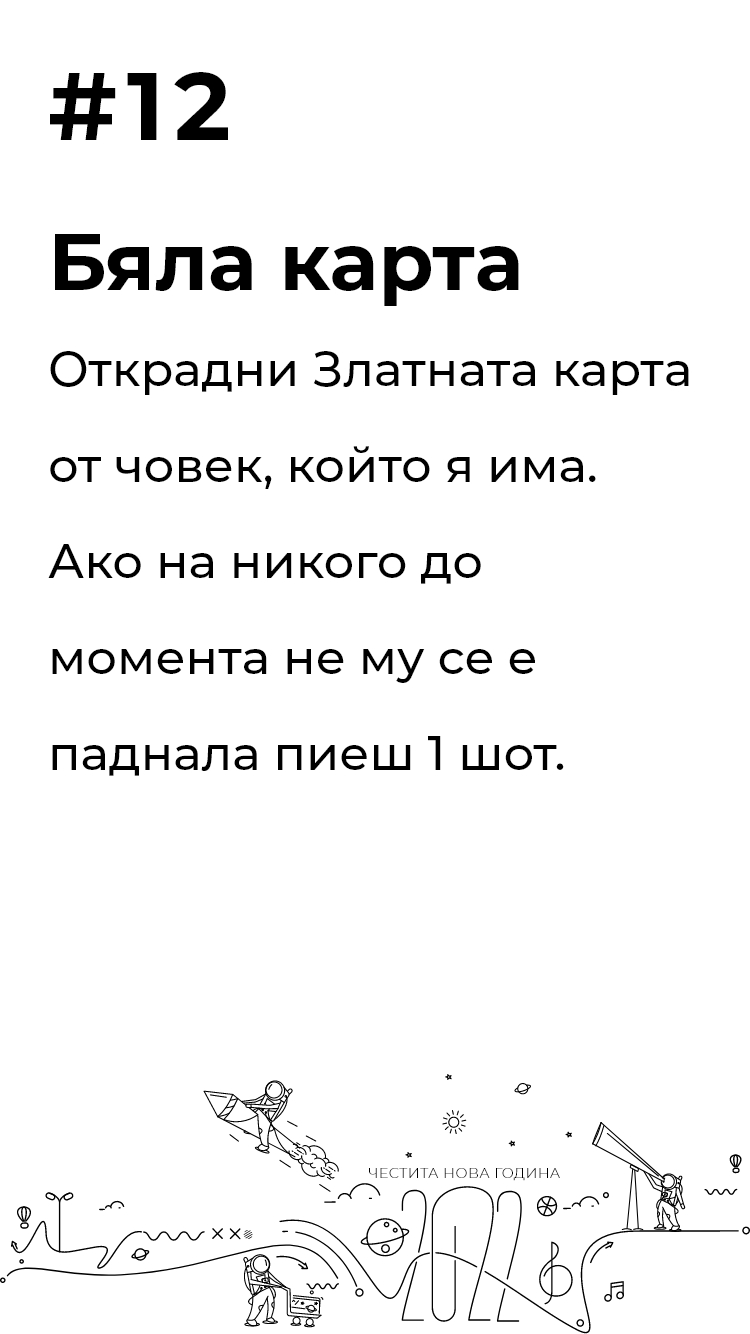 #12
Бяла карта
Открадни Златната карта
от човек, който я има.
Ако на никого до
момента не му се е
паднала пиеш 1 шот.
ЧЕСТИТА НОВА ГОДИНА
2022